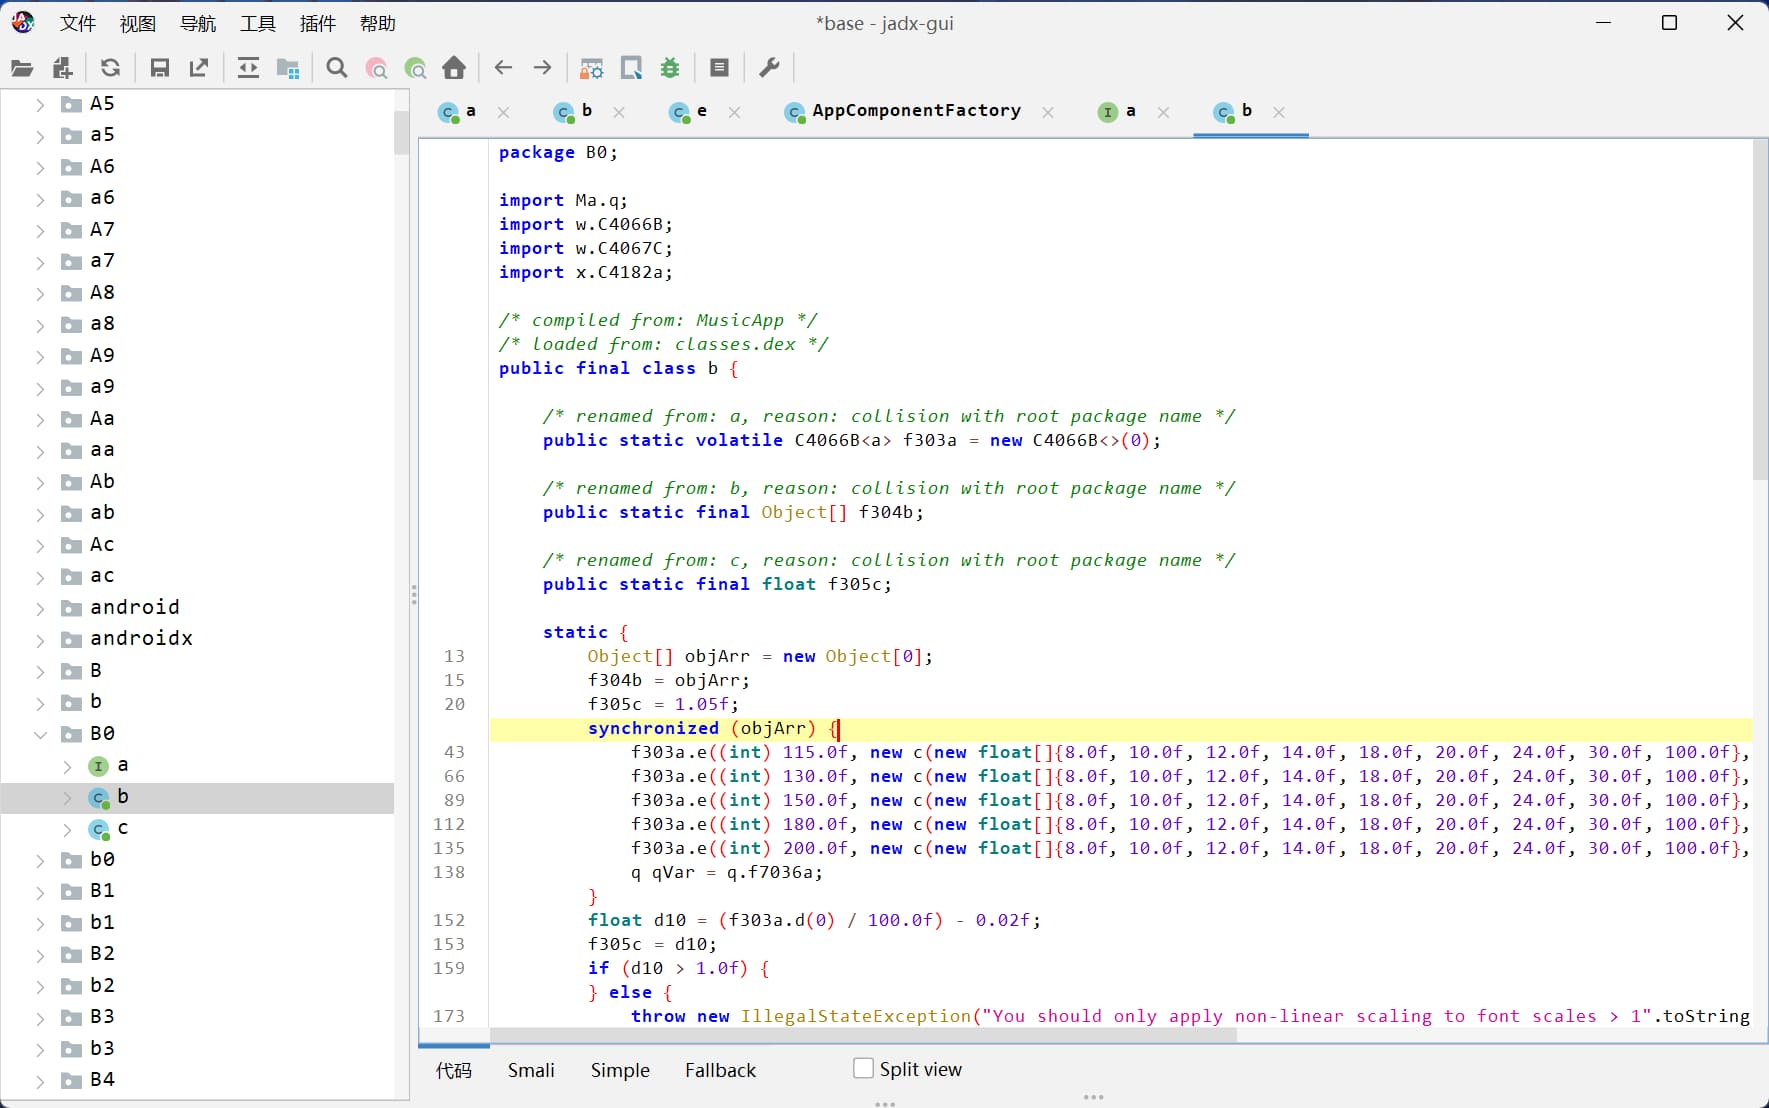 文件 视图 导航 工具 插件 帮助
*base - jadx-gui
A5
a5
A6
a6
A7
a7
A8
a8
A9
a9
Aa
aa
Ab
ab
Ac
ac
android
androidx
B
b
B0
a
b
c
b0
B1
b1
B2
b2
B3
b3
B4
a b e AppComponentFactory a b
package B0;
import Ma.q;
import w.C4066B;
import w.C4067C;
import x.C4182a;
/* compiled from: MusicApp */
/* loaded from: classes.dex */
public final class b {
/* renamed from: a, reason: collision with root package name */
public static volatile C4066B<a> f303a = new C4066B<>(0);
/* renamed from: b, reason: collision with root package name */
public static final Object[] f304b;
/* renamed from: c, reason: collision with root package name */
public static final float f305c;
static {
13 Object[] objArr = new Object[0];
15 f304b = objArr;
20 f305c = 1.05f;
synchronized (objArr) {
43 f303a.e((int) 115.0f, new c(new float[]{8.0f, 10.0f, 12.0f, 14.0f, 18.0f, 20.0f, 24.0f, 30.0f, 100.0f},
66 f303a.e((int) 130.0f, new c(new float[]{8.0f, 10.0f, 12.0f, 14.0f, 18.0f, 20.0f, 24.0f, 30.0f, 100.0f},
89 f303a.e((int) 150.0f, new c(new float[]{8.0f, 10.0f, 12.0f, 14.0f, 18.0f, 20.0f, 24.0f, 30.0f, 100.0f},
112 f303a.e((int) 180.0f, new c(new float[]{8.0f, 10.0f, 12.0f, 14.0f, 18.0f, 20.0f, 24.0f, 30.0f, 100.0f},
135 f303a.e((int) 200.0f, new c(new float[]{8.0f, 10.0f, 12.0f, 14.0f, 18.0f, 20.0f, 24.0f, 30.0f, 100.0f},
138 q qVar = q.f7036a;
}
152 float d10 = (f303a.d(0) / 100.0f) - 0.02f;
153 f305c = d10;
159 if (d10 > 1.0f) {
} else {
173 throw new IllegalStateException("You should only apply non-linear scaling to font scales > 1".toString
代码 Smali Simple Fallback Split view